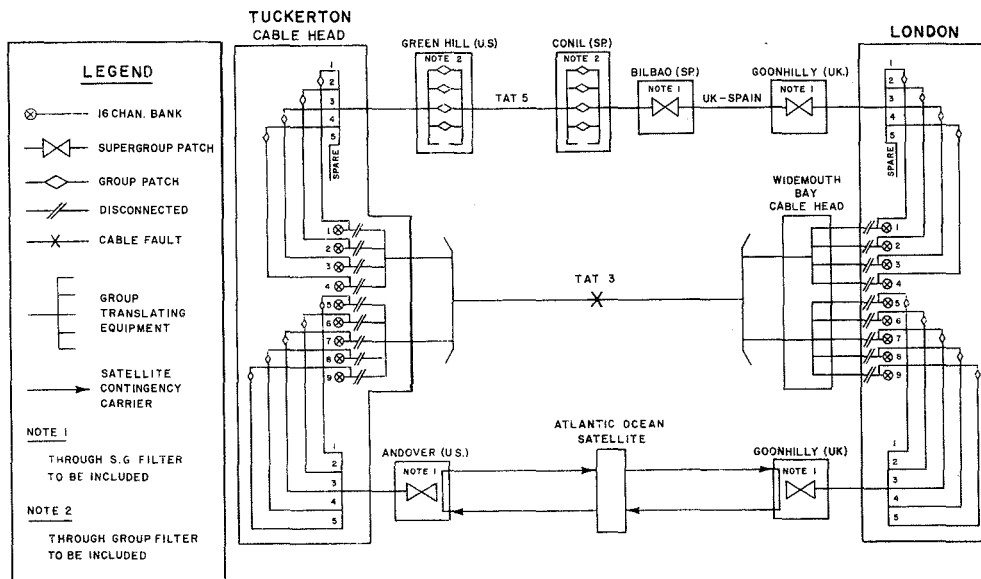 TUCKERTON
CABLE HEAD
LONDON
LEGEND
16 CHAN. BANK
SUPERGROUP PATCH
GROUP PATCH
DISCONNECTED
CABLE FAULT
GROUP
TRANSLATING
EQUIPMENT
SATELLITE
CONTINGENCY
CARRIER
NOTE 1
THROUGH S.G FILTER
TO BE INCLUDED
NOTE 2
THROUGH GROUP FILTER
TO BE INCLUDED
1
2
3
4
5
SPARE
GREEN HILL (U.S)
NOTE 2
TAT 5
CONIL (SP.)
NOTE 2
BILBAO (SP.)
NOTE 1
UK-SPAIN
GOONHILLY (UK.)
NOTE 1
1
2
3
4
5
SPARE
1
2
3
4
5
6
7
8
9
TAT 3
WIDEMOUTH
BAY
CABLE HEAD
1
2
3
4
5
6
7
8
9
1
2
3
4
5
ANDOVER (U.S.)
NOTE 1
ATLANTIC OCEAN
SATELLITE
GOONHILLY (UK)
NOTE 1
1
2
3
4
5